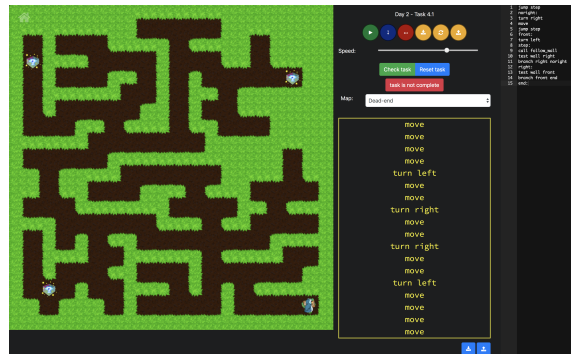 Day 2 - Task 4.1
Speed:
Check task
Reset task
task is not complete
Map:
Dead-end
move
move
move
move
turn left
move
move
turn right
move
move
turn right
move
move
turn left
move
move
move
move
1 jump step
2 noright:
3 turn right
4 move
5 jump step
6 front:
7 turn left
8 step:
9 call follow_wall
10 test wall right
11 branch right noright
12 right:
13 test wall front
14 branch front end
15 end: